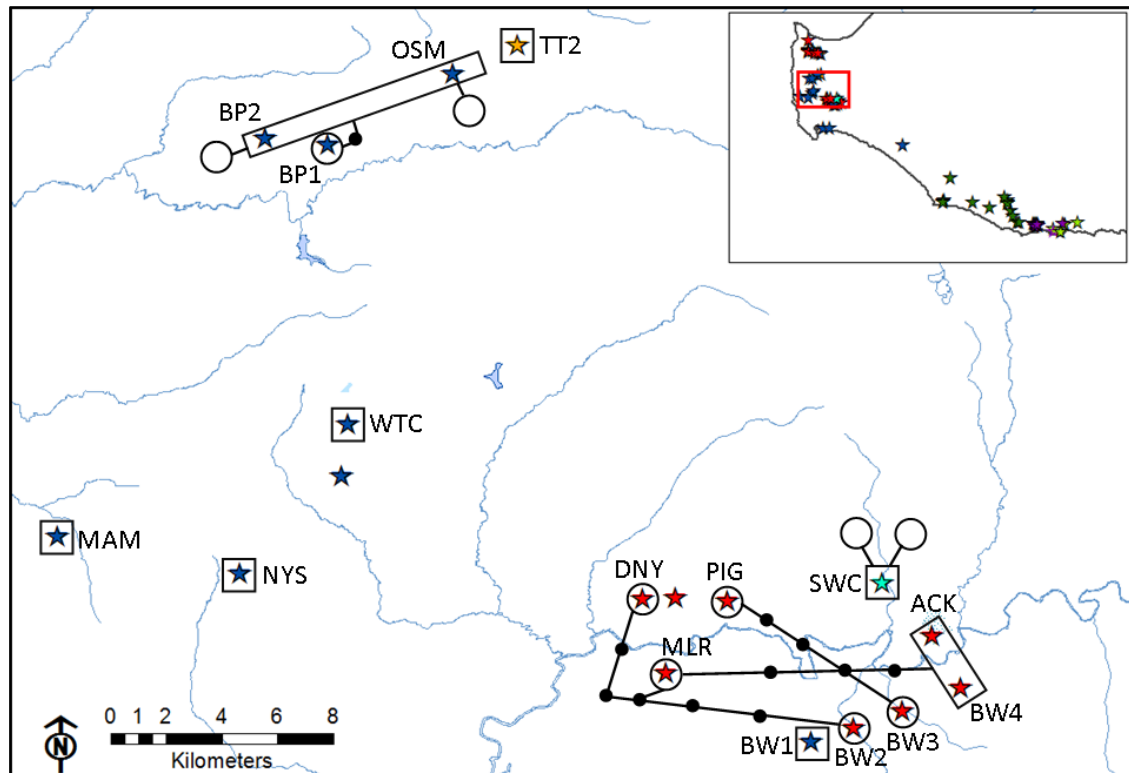 OSM
TT2
BP2
BP1
WTC
MAM
NYS
DNY
PIG
SWC
ACK
MLR
BW4
BW1
BW2
BW3
0 1 2 4 6 8
Kilometers
N